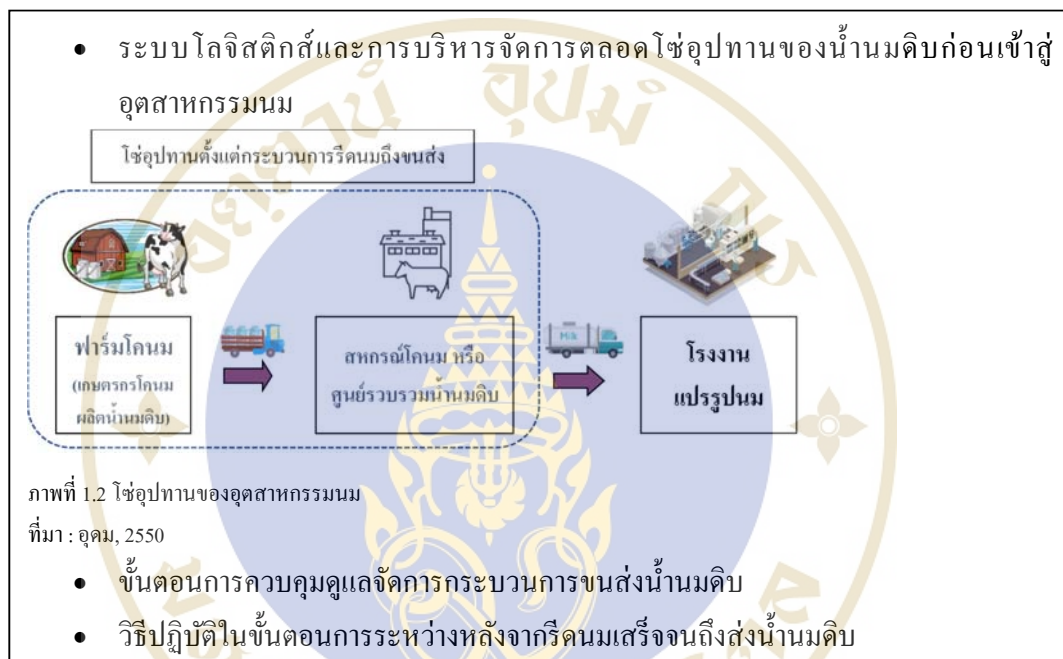 • ระบบโลจิสติกส์และการบริหารจัดการตลอดโซ่อุปทานของน้ำนมดิบก่อนเข้าสู่
อุตสาหกรรมนม
โซ่อุปทานตั้งแต่กระบวนการรีดนมถึงขนส่ง
ฟาร์มโคนม
(เกษตรกรโคนม
ผลิตน้ำนมดิบ)
สหกรณ์โคนม หรือ
ศูนย์รวบรวมน้ำนมดิบ
Milk
โรงงาน
แปรรูปนม
ภาพที่ 1.2 โซ่อุปทานของอุตสาหกรรมนม
ที่มา : อุดม, 2550
• ขั้นตอนการควบคุมดูแลจัดการกระบวนการขนส่งน้ำนมดิบ
• วิธีปฏิบัติในขั้นตอนการระหว่างหลังจากรีดนมเสร็จจนถึงส่งน้ำนมดิบ